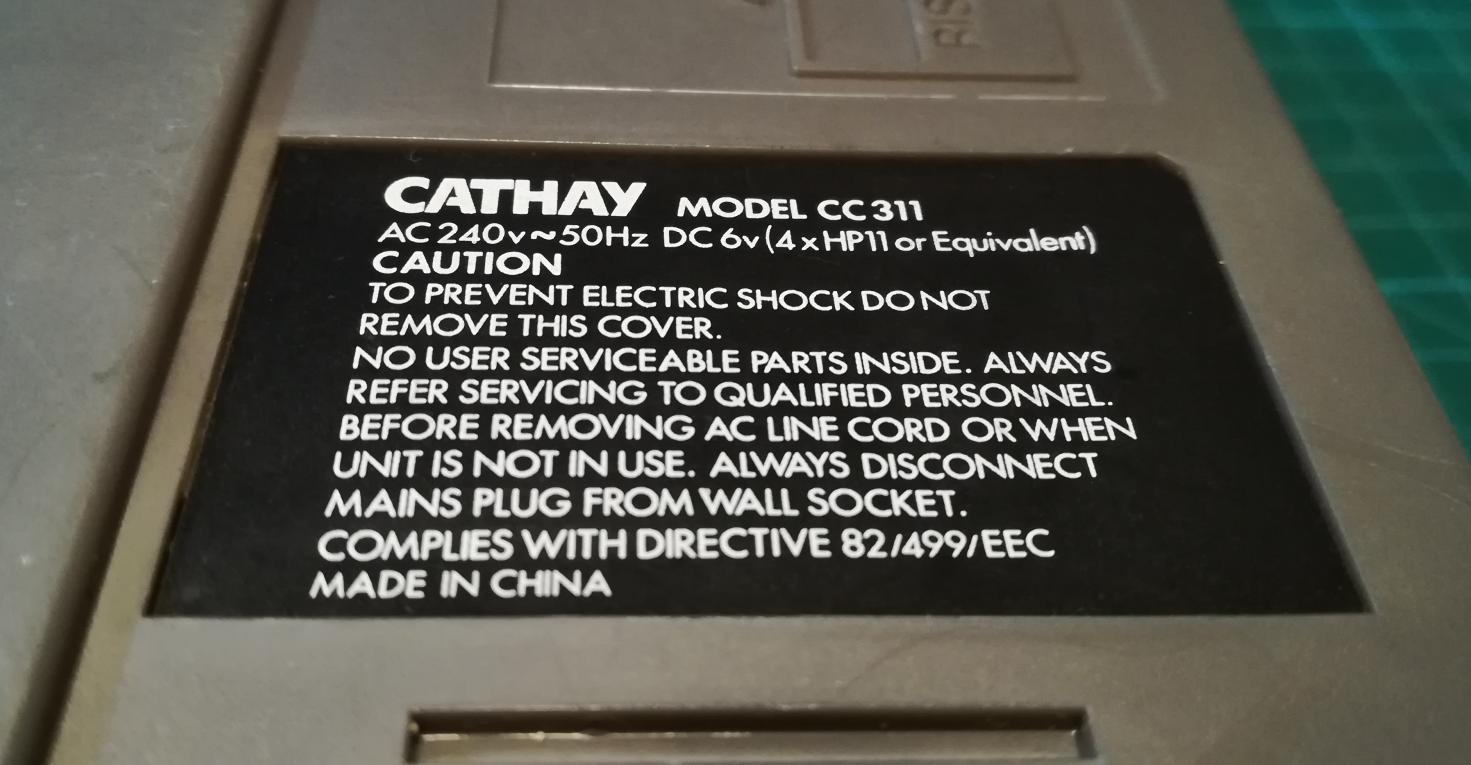 RIS
CATHAY MODEL CC 311
AC 240v~50Hz DC 6v (4 x HP11 or Equivalent)
CAUTION
TO PREVENT ELECTRIC SHOCK DO NOT
REMOVE THIS COVER.
NO USER SERVICEABLE PARTS INSIDE. ALWAYS
REFER SERVICING TO QUALIFIED PERSONNEL.
BEFORE REMOVING AC LINE CORD OR WHEN
UNIT IS NOT IN USE. ALWAYS DISCONNECT
MAINS PLUG FROM WALL SOCKET.
COMPLIES WITH DIRECTIVE 82/499/EEC
MADE IN CHINA